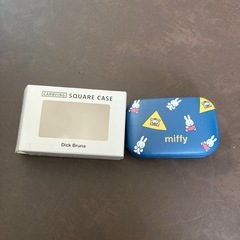 CARRYING SQUARE CASE
Dick Bruna
miffy